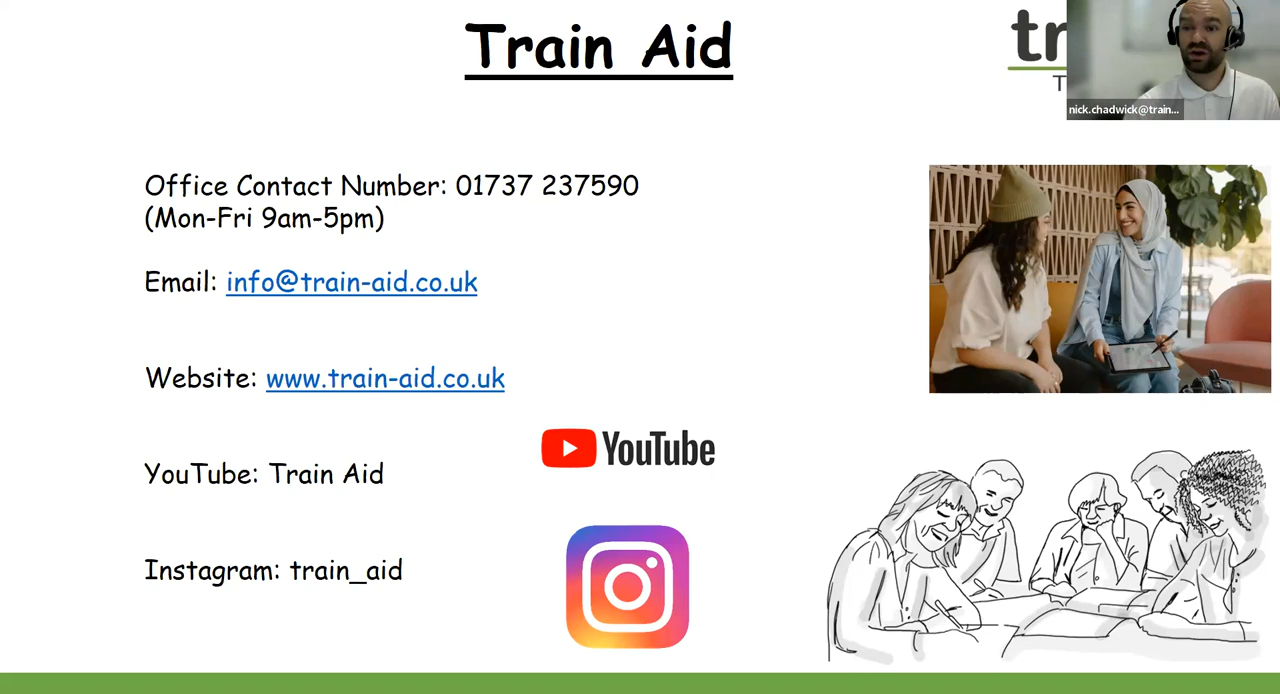 Train Aid
nick.chadwick@train...
Office Contact Number: 01737 237590
(Mon-Fri 9am-5pm)
Email: info@train-aid.co.uk
Website: www.train-aid.co.uk
YouTube
YouTube: Train Aid
Instagram: train_aid